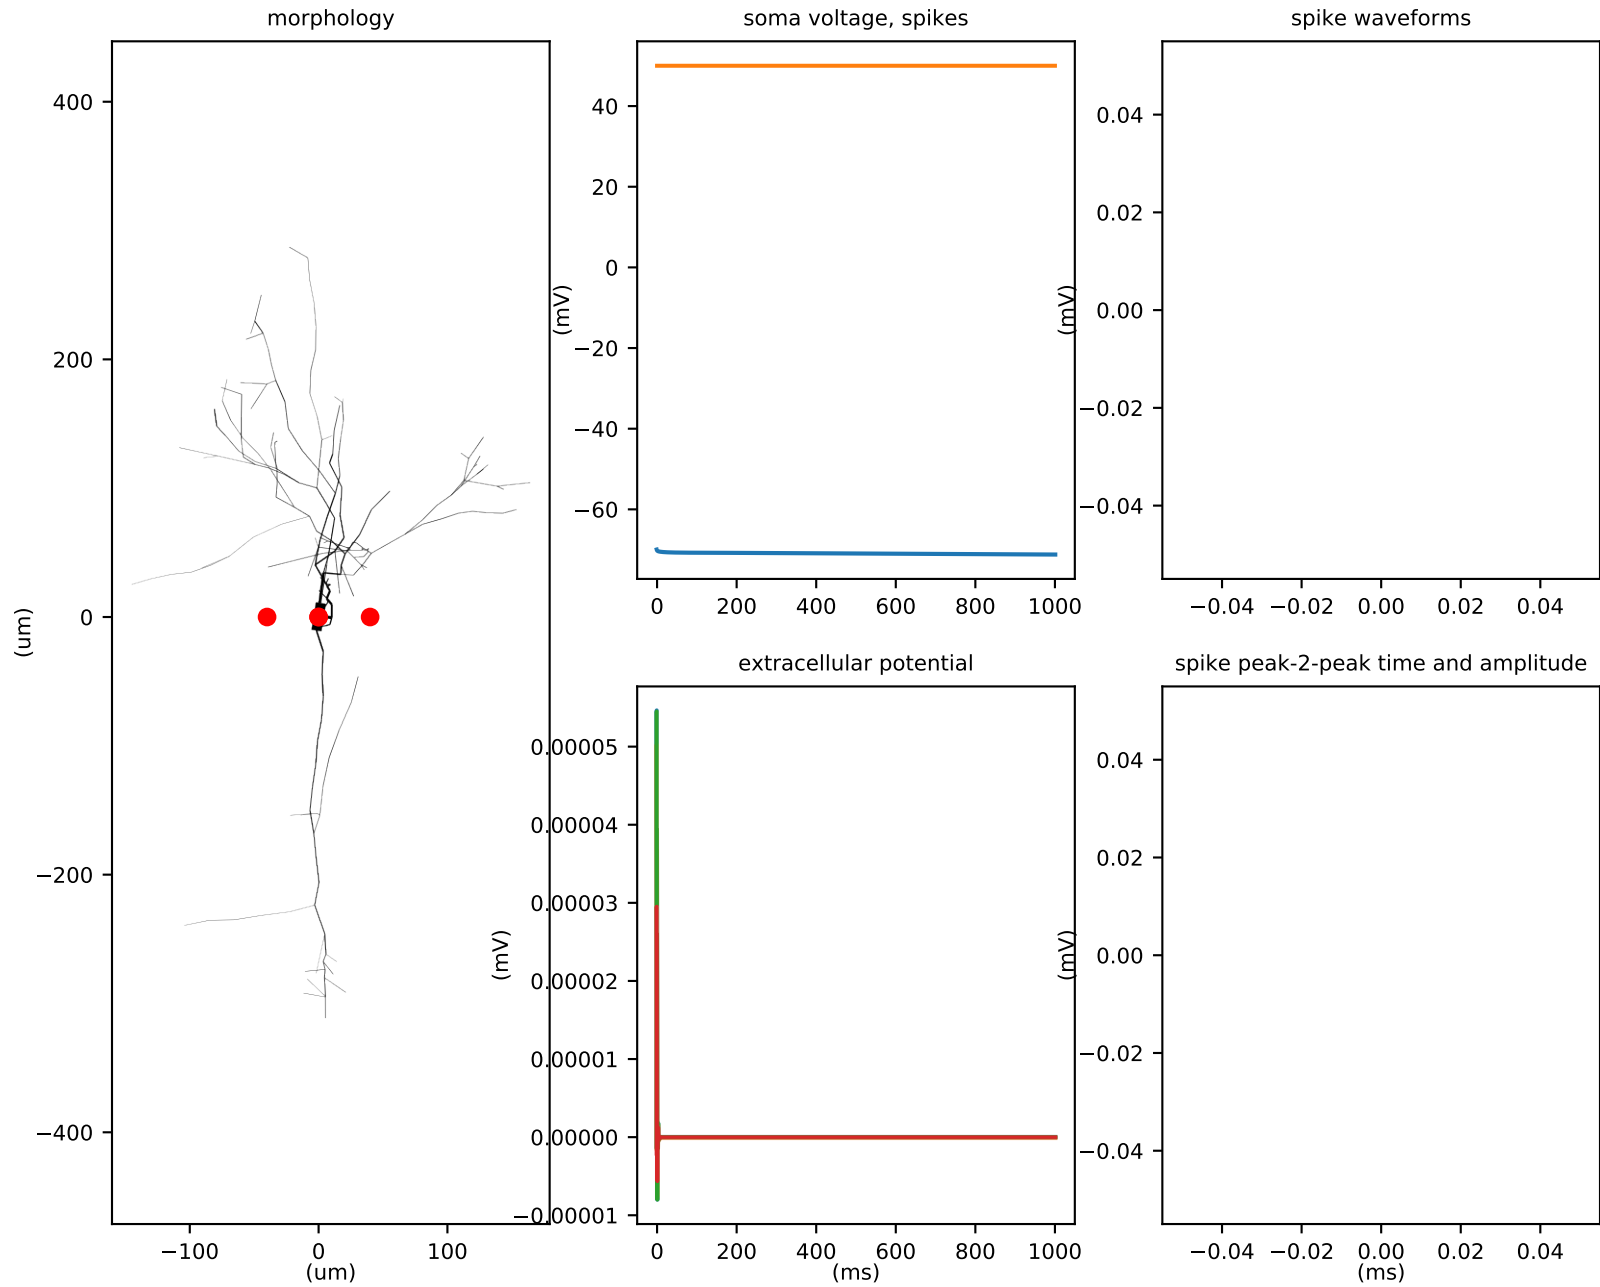 morphology
400
200
0
−200
−400
(um)
−100 0 100
(um)
soma voltage, spikes
40
20
0
−20
−40
−60
(mV)
0 200 400 600 800 1000
spike waveforms
0.04
0.02
0.00
−0.02
−0.04
(mV)
−0.04 −0.02 0.00 0.02 0.04
extracellular potential
0.00005
0.00004
0.00003
0.00002
0.00001
0.00000
−0.00001
(mV)
0 200 400 600 800 1000
(ms)
spike peak-2-peak time and amplitude
0.04
0.02
0.00
−0.02
−0.04
(mV)
−0.04 −0.02 0.00 0.02 0.04
(ms)